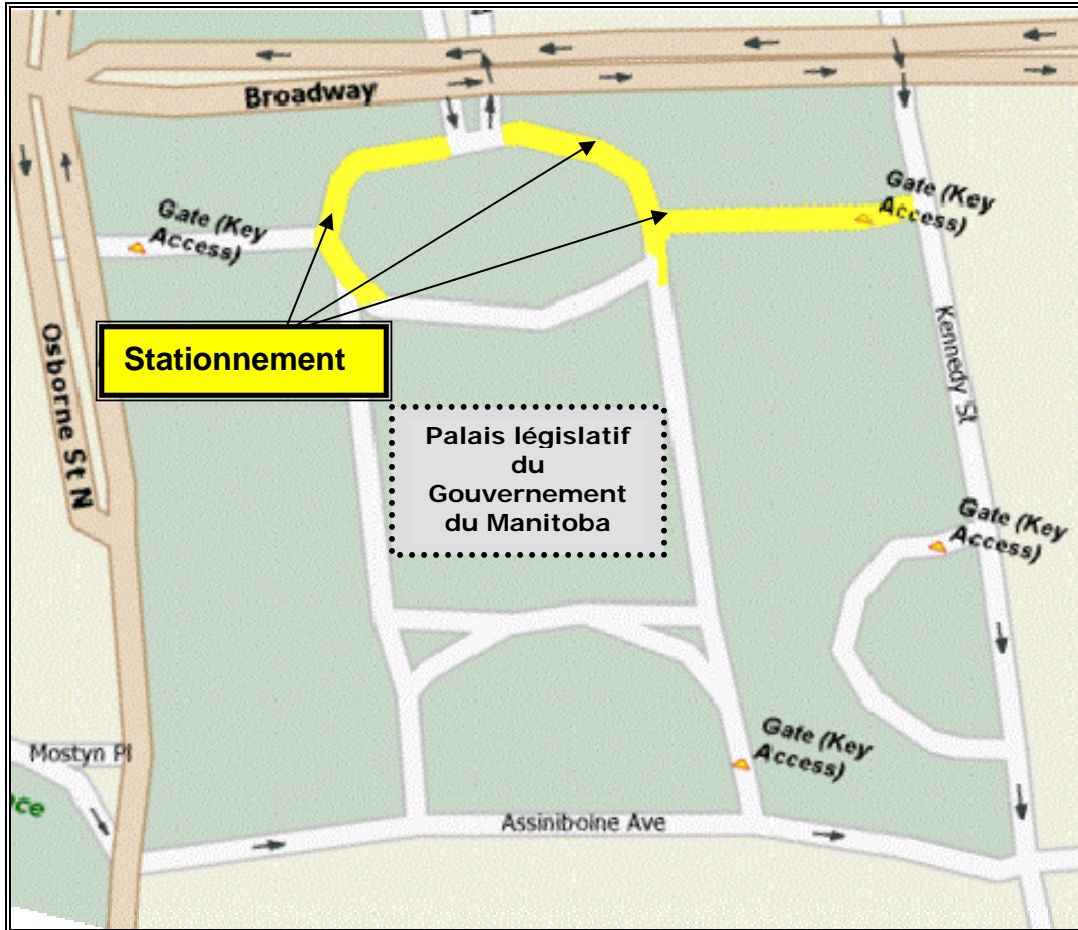 Broadway
Gate (Key
Access)
Gate (Key
Access)
Stationnement
Osborne St N
Kennedy St
Palais législatif
du
Gouvernement
du Manitoba
Gate (Key
Access)
Gate (Key
Access)
Mostyn Pl
ce
Assiniboine Ave